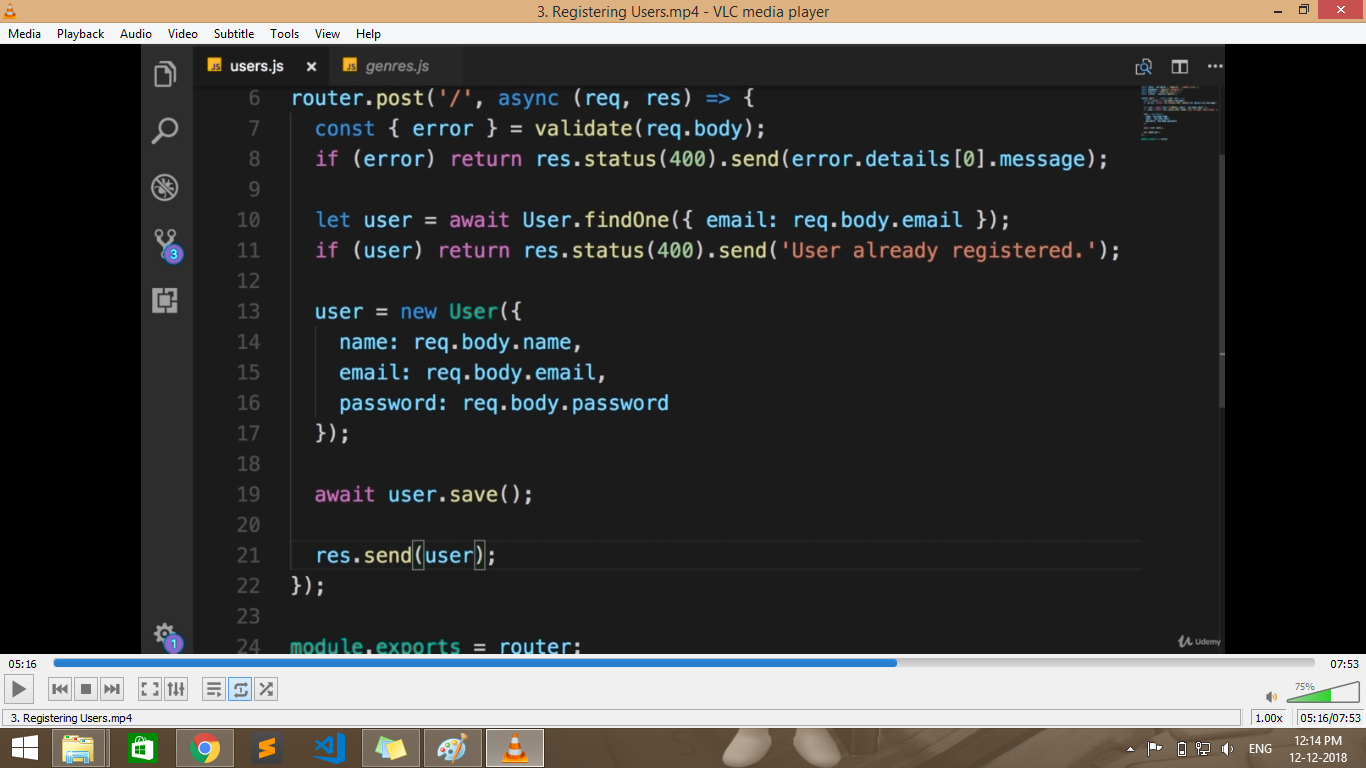 3. Registering Users.mp4 - VLC media player
Media Playback Audio Video Subtitle Tools View Help
JS users.js × JS genres.js ···
6 router.post('/', async (req, res) => {
7 const { error } = validate(req.body);
8 if (error) return res.status(400).send(error.details[0].message);
9
10 let user = await User.findOne({ email: req.body.email });
11 if (user) return res.status(400).send('User already registered.');
12
13 user = new User({
14 name: req.body.name,
15 email: req.body.email,
16 password: req.body.password
17 });
18
19 await user.save();
20
21 res.send(user);
22 });
23
24 module.exports = router;
3
1
Udemy
05:16 07:53
75%
3. Registering Users.mp4 1.00x 05:16/07:53
ENG 12:14 PM
12-12-2018